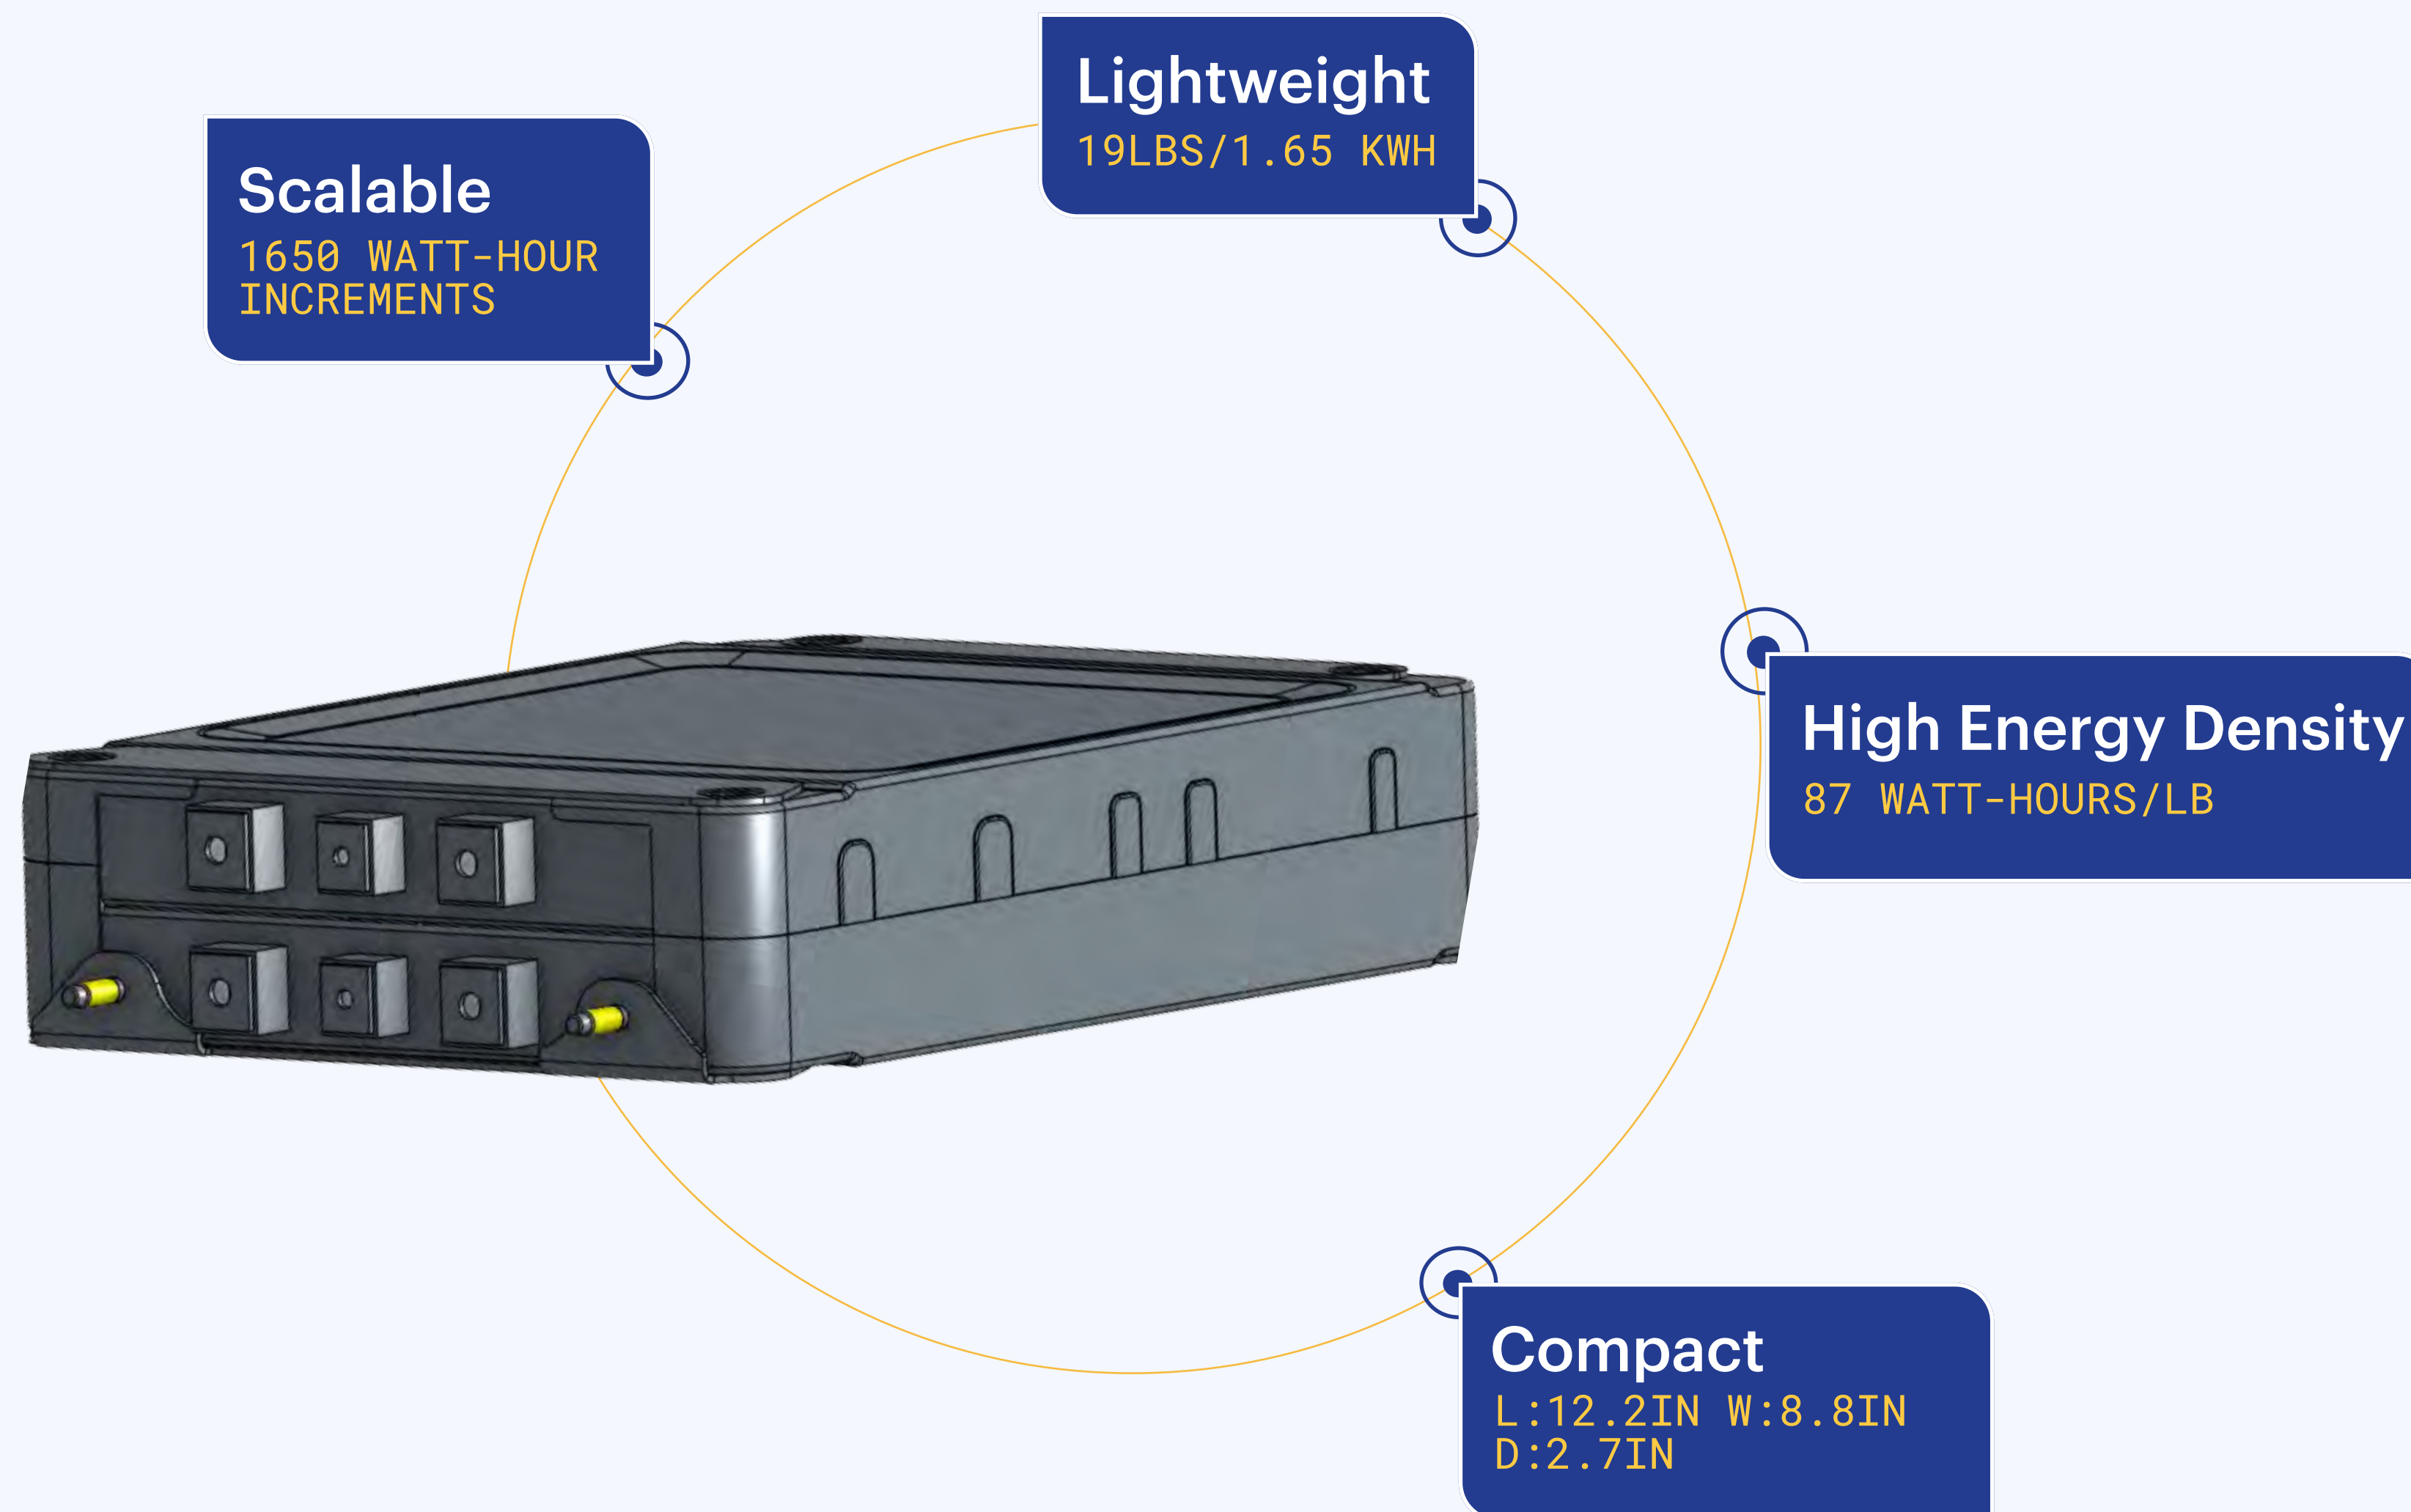 Lightweight
19LBS/1.65 KWH
Scalable
1650 WATT-HOUR
INCREMENTS
High Energy Density
87 WATT-HOURS/LB
Compact
L:12.2IN W:8.8IN
D:2.7IN